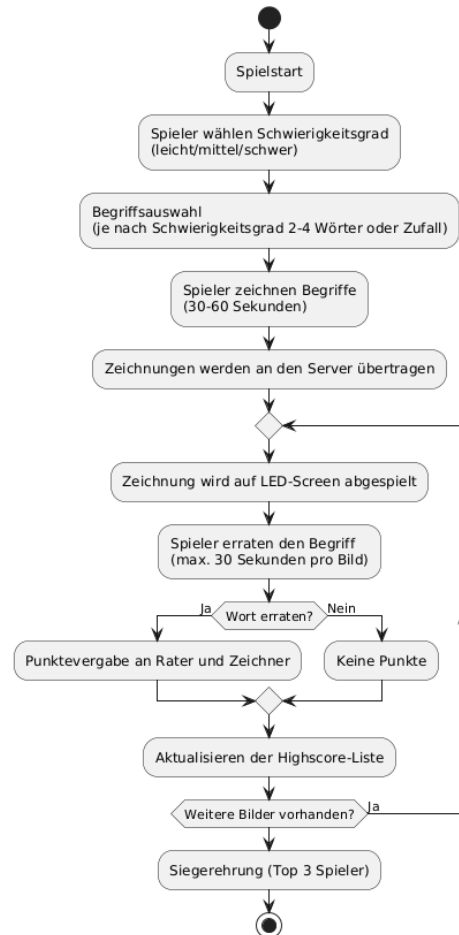 Spielstart
Spieler wählen Schwierigkeitsgrad
(leicht/mittel/schwer)
Begriffsauswahl
(je nach Schwierigkeitsgrad 2-4 Wörter oder Zufall)
Spieler zeichnen Begriffe
(30-60 Sekunden)
Zeichnungen werden an den Server übertragen
Zeichnung wird auf LED-Screen abgespielt
Spieler erraten den Begriff
(max. 30 Sekunden pro Bild)
Ja
Wort erraten?
Nein
Punktevergabe an Rater und Zeichner
Keine Punkte
Aktualisieren der Highscore-Liste
Weitere Bilder vorhanden?
Ja
Siegerehrung (Top 3 Spieler)